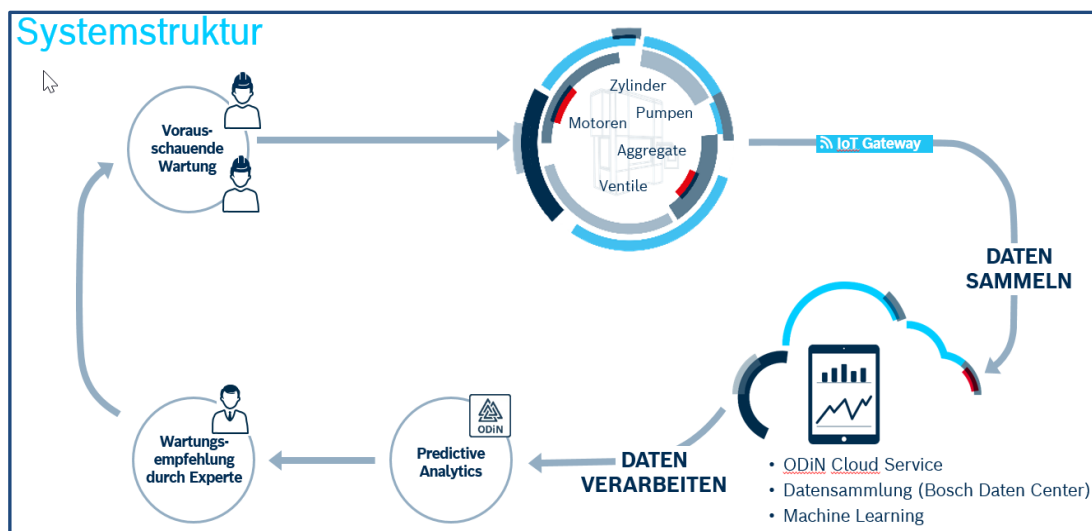 Systemstruktur
Voraus-
schauende
Wartung
Zylinder
Pumpen
Motoren
Aggregate
Ventile
IoT Gateway
DATEN
SAMMELN
• ODiN Cloud Service
• Datensammlung (Bosch Daten Center)
• Machine Learning
DATEN
VERARBEITEN
ODiN
Predictive
Analytics
Wartungs-
empfehlung
durch Experte